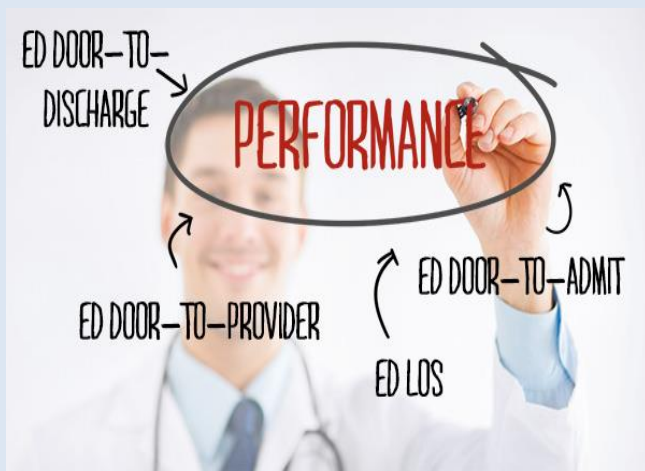 ED DOOR-TO-
DISCHARGE
PERFORMANCE
ED DOOR-TO-PROVIDER
ED DOOR-TO-ADMIT
ED LOS